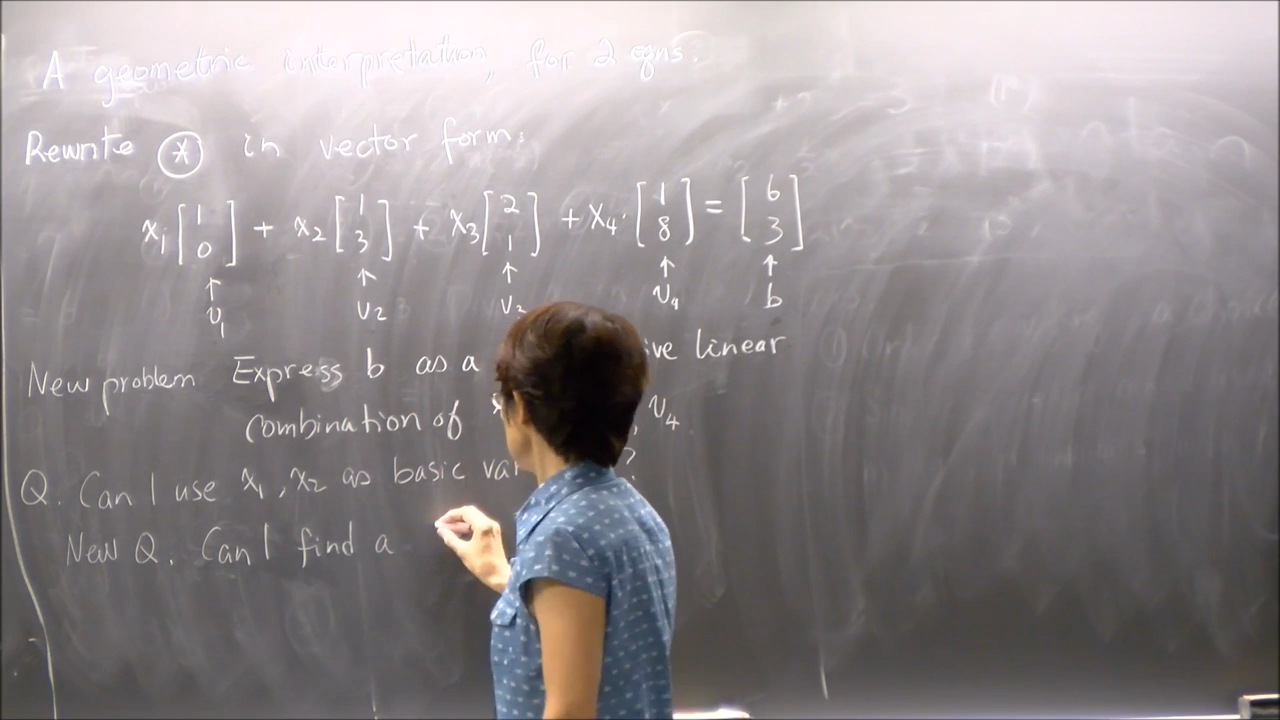 A geometric interpretation, for 2 eqns.
Rewrite (*) in vector form:
x₁ [1 0] + x₂ [1 3] + x₃ [2 1] + x₄ · [1 8] = [6 3]
↑ ↑ ↑ ↑ ↑
v₁ v₂ v₃ v₄ b
New problem Express b as a ive linear
combination of , v₄
Q. Can I use x₁, x₂ as basic var ?
New Q. Can I find a